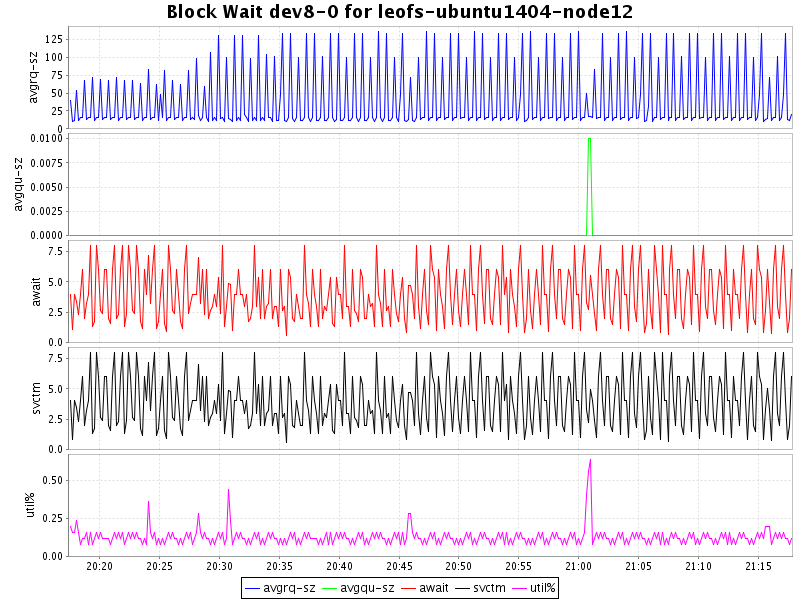 Block Wait dev8-0 for leofs-ubuntu1404-node12
avgrq-sz
125
100
75
50
25
0
avgqu-sz
0.0100
0.0075
0.0050
0.0025
0.0000
await
7.5
5.0
2.5
0.0
svctm
7.5
5.0
2.5
0.0
util%
0.50
0.25
0.00
20:20 20:25 20:30 20:35 20:40 20:45 20:50 20:55 21:00 21:05 21:10 21:15
avgrq-sz avgqu-sz await svctm util%